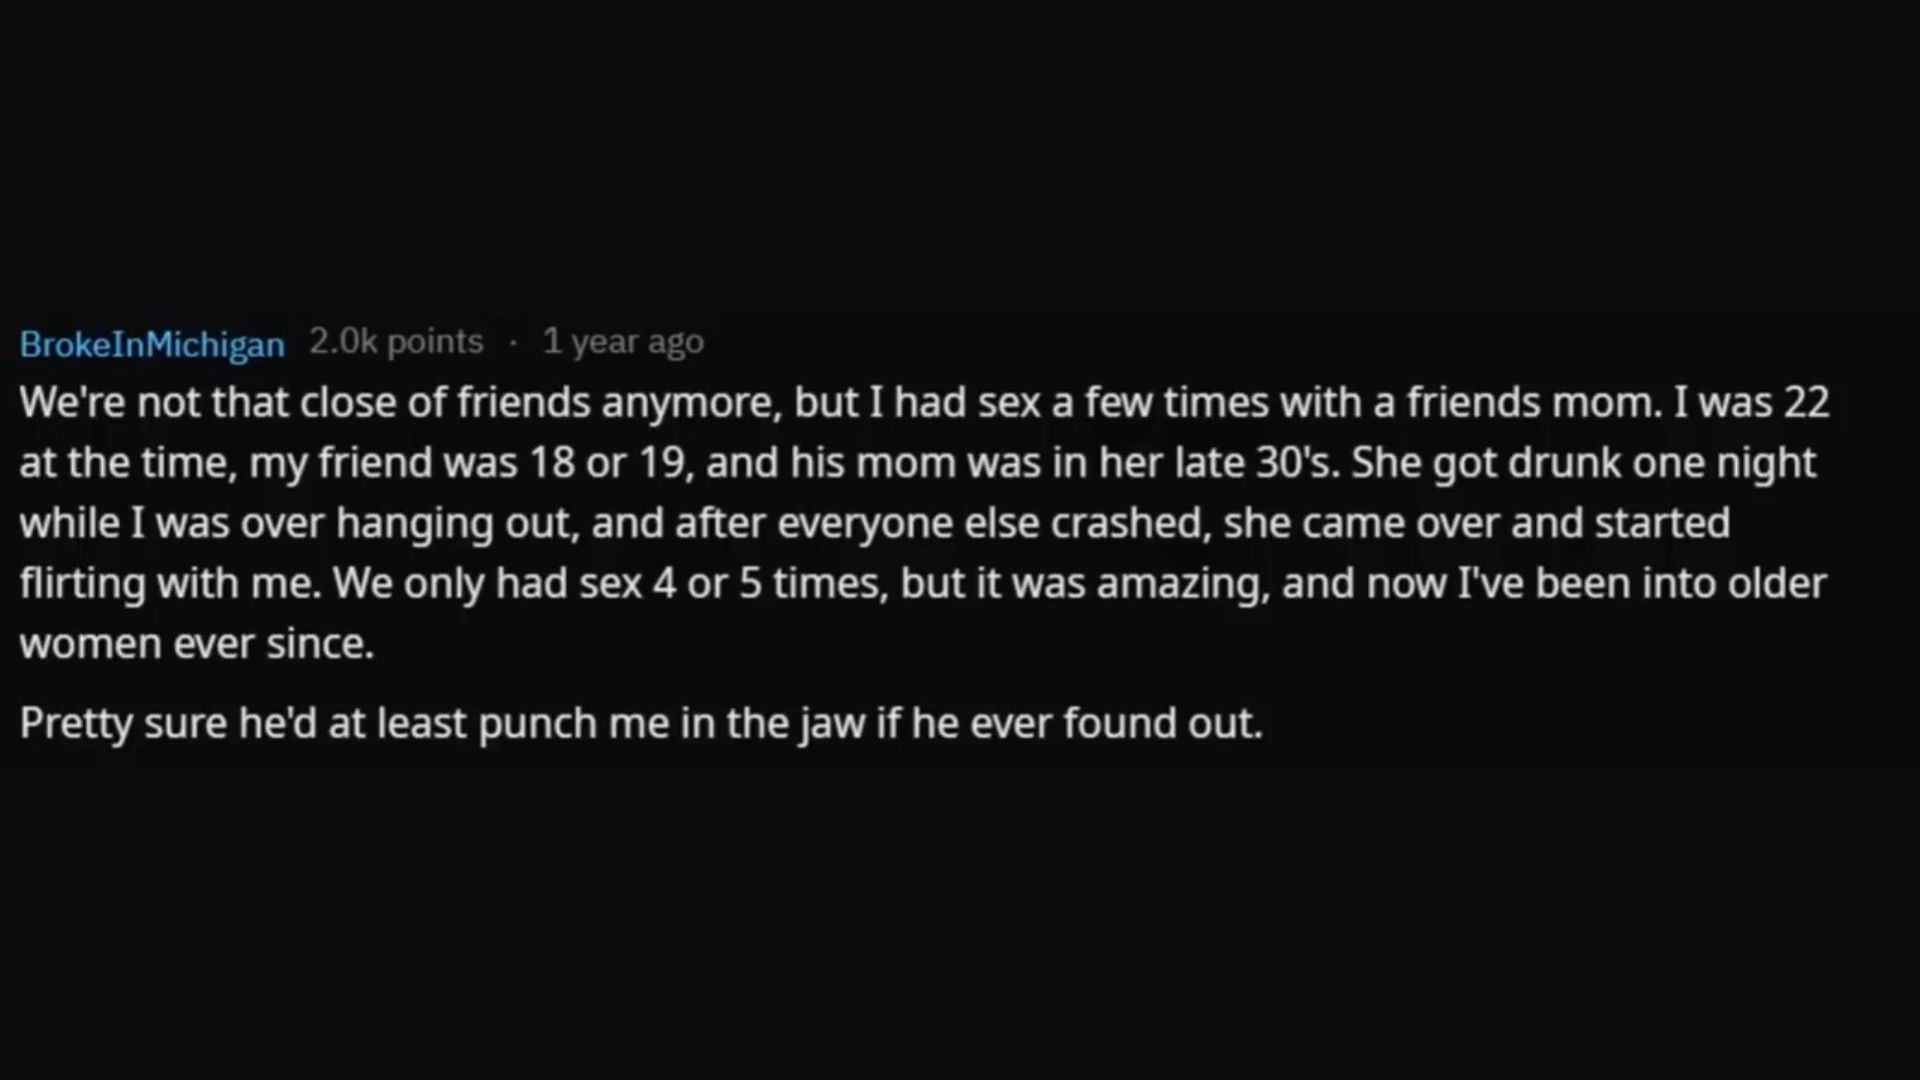 BrokeInMichigan 2.0k points · 1 year ago
We're not that close of friends anymore, but I had sex a few times with a friends mom. I was 22
at the time, my friend was 18 or 19, and his mom was in her late 30's. She got drunk one night
while I was over hanging out, and after everyone else crashed, she came over and started
flirting with me. We only had sex 4 or 5 times, but it was amazing, and now I've been into older
women ever since.
Pretty sure he'd at least punch me in the jaw if he ever found out.